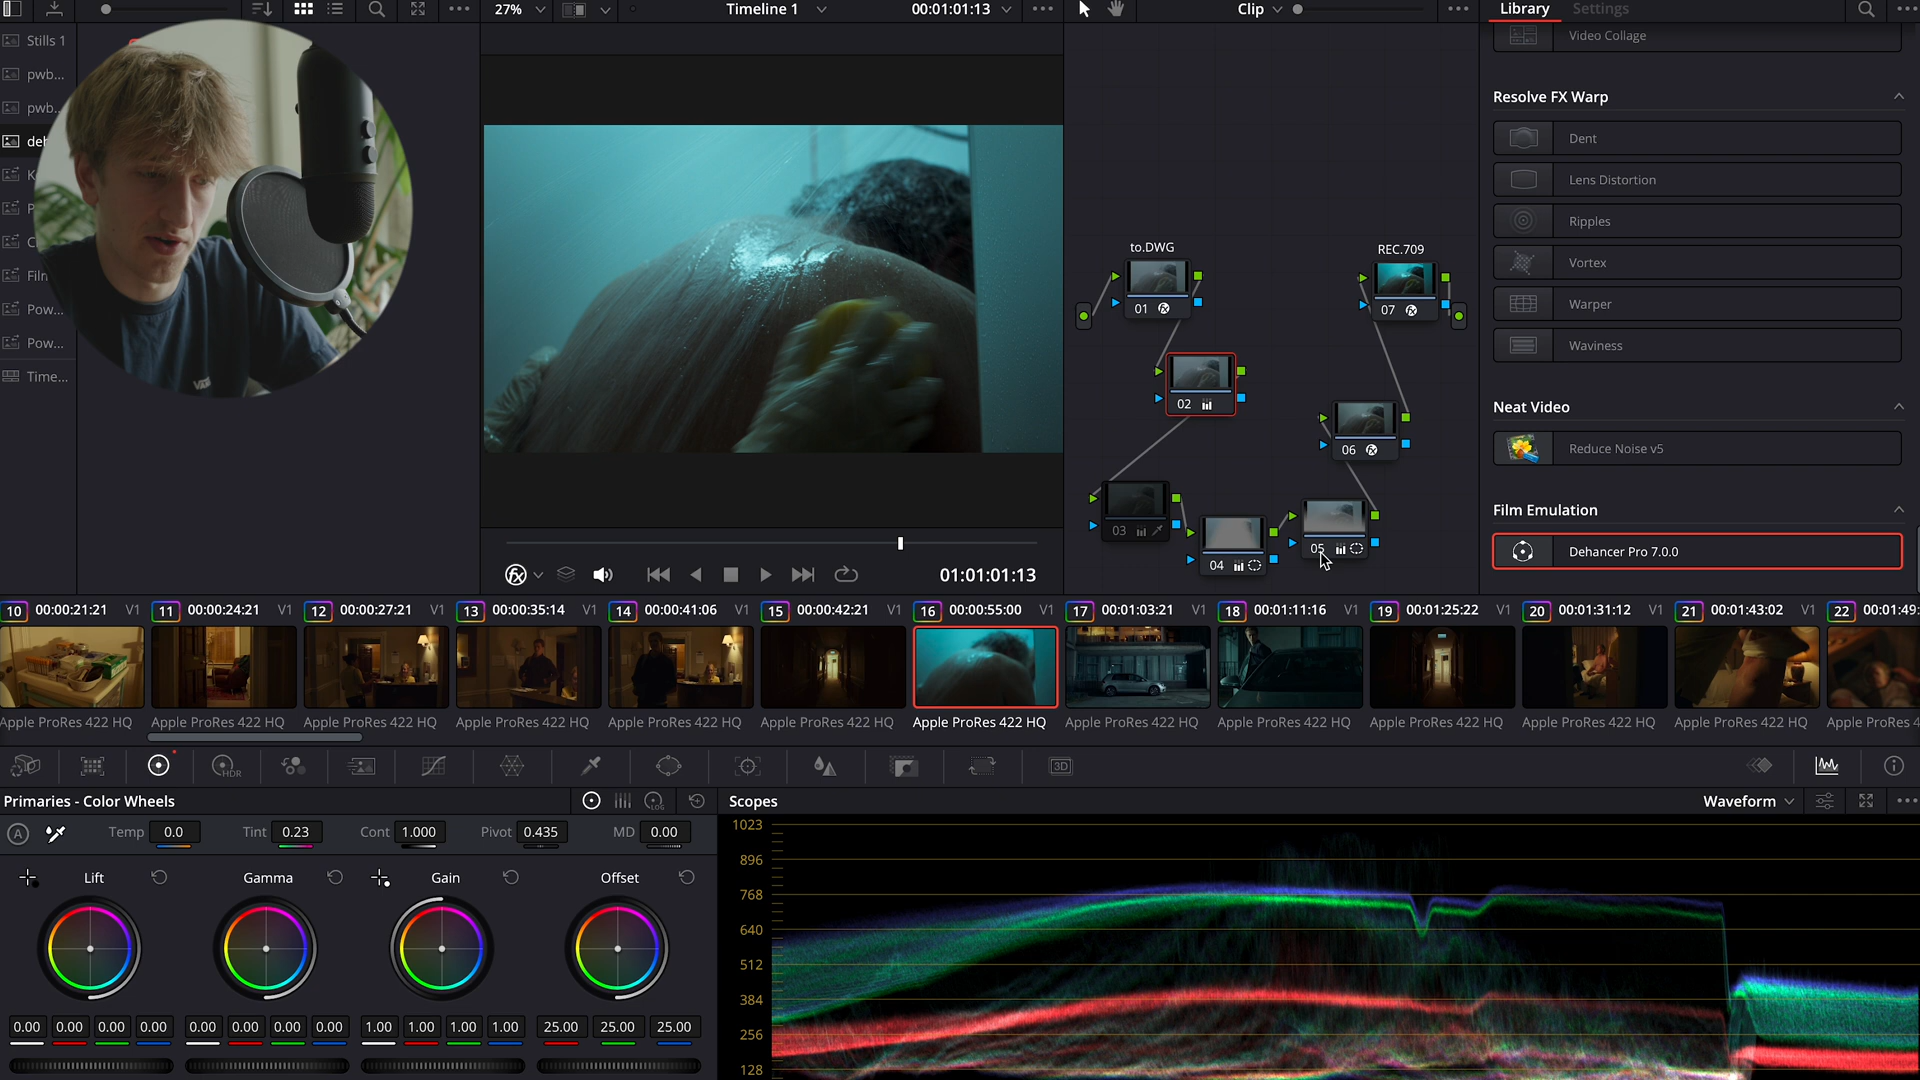 27%
Timeline 1
00:01:01:13
Clip
Library
Settings
Stills 1
pwb...
pwb...
Pow...
Pow...
Time...
VANS
to.DWG
01
02
03
04
05
06
REC.709
07
01:01:01:13
Video Collage
Resolve FX Warp
Dent
Lens Distortion
Ripples
Vortex
Warper
Waviness
Neat Video
Reduce Noise v5
Film Emulation
Dehancer Pro 7.0.0
10 00:00:21:21 V1 11 00:00:24:21 V1 12 00:00:27:21 V1 13 00:00:35:14 V1 14 00:00:41:06 V1 15 00:00:42:21 V1 16 00:00:55:00 V1 17 00:01:03:21 V1 18 00:01:11:16 V1 19 00:01:25:22 V1 20 00:01:31:12 V1 21 00:01:43:02 V1 22 00:01:49:
Apple ProRes 422 HQ Apple ProRes 422 HQ Apple ProRes 422 HQ Apple ProRes 422 HQ Apple ProRes 422 HQ Apple ProRes 422 HQ Apple ProRes 422 HQ Apple ProRes 422 HQ Apple ProRes 422 HQ Apple ProRes 422 HQ Apple ProRes 422 HQ Apple ProRes 422 HQ Apple ProRes 4
HDR
3D
Primaries - Color Wheels
LOG
A Temp 0.0 Tint 0.23 Cont 1.000 Pivot 0.435 MD 0.00
Lift Gamma Gain Offset
0.00 0.00 0.00 0.00 0.00 0.00 0.00 0.00 1.00 1.00 1.00 1.00 25.00 25.00 25.00
Scopes
Waveform
1023
896
768
640
512
384
256
128